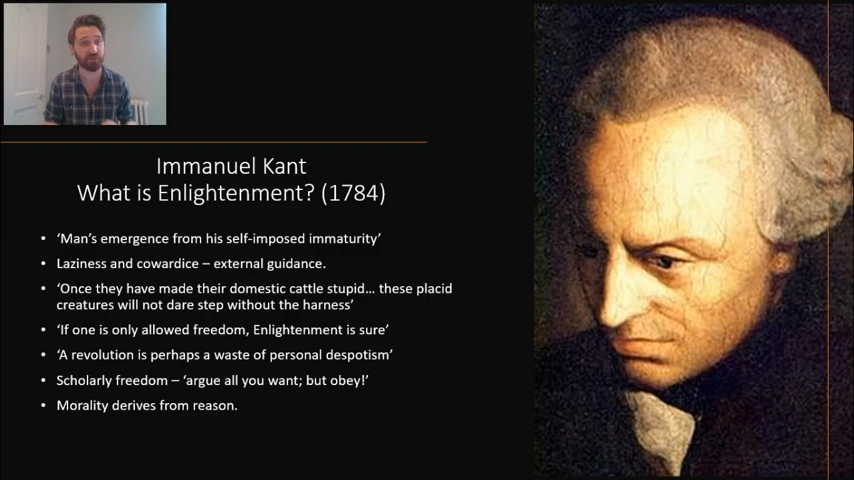 Immanuel Kant
What is Enlightenment? (1784)
• ‘Man’s emergence from his self-imposed immaturity’
• Laziness and cowardice – external guidance.
• ‘Once they have made their domestic cattle stupid… these placid
creatures will not dare step without the harness’
• ‘If one is only allowed freedom, Enlightenment is sure’
• ‘A revolution is perhaps a waste of personal despotism’
• Scholarly freedom – ‘argue all you want; but obey!’
• Morality derives from reason.